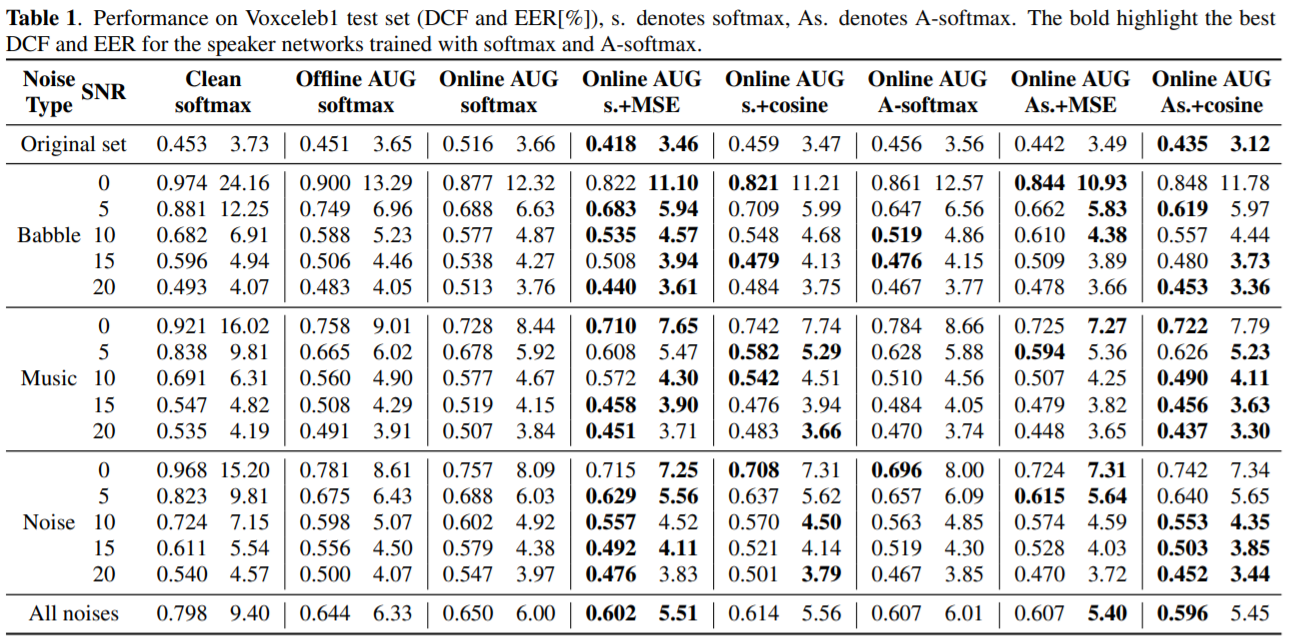 Table 1. Performance on Voxceleb1 test set (DCF and EER[%]), s. denotes softmax, As. denotes A-softmax. The bold highlight the best
DCF and EER for the speaker networks trained with softmax and A-softmax.
Noise Type SNR Clean softmax Offline AUG softmax Online AUG softmax Online AUG s.+MSE Online AUG s.+cosine Online AUG A-softmax Online AUG As.+MSE Online AUG As.+cosine
Original set 0.453 3.73 0.451 3.65 0.516 3.66 0.418 3.46 0.459 3.47 0.456 3.56 0.442 3.49 0.435 3.12
0 0.974 24.16 0.900 13.29 0.877 12.32 0.822 11.10 0.821 11.21 0.861 12.57 0.844 10.93 0.848 11.78
5 0.881 12.25 0.749 6.96 0.688 6.63 0.683 5.94 0.709 5.99 0.647 6.56 0.662 5.83 0.619 5.97
Babble 10 0.682 6.91 0.588 5.23 0.577 4.87 0.535 4.57 0.548 4.68 0.519 4.86 0.610 4.38 0.557 4.44
15 0.596 4.94 0.506 4.46 0.538 4.27 0.508 3.94 0.479 4.13 0.476 4.15 0.509 3.89 0.480 3.73
20 0.493 4.07 0.483 4.05 0.513 3.76 0.440 3.61 0.484 3.75 0.467 3.77 0.478 3.66 0.453 3.36
0 0.921 16.02 0.758 9.01 0.728 8.44 0.710 7.65 0.742 7.74 0.784 8.66 0.725 7.27 0.722 7.79
5 0.838 9.81 0.665 6.02 0.678 5.92 0.608 5.47 0.582 5.29 0.628 5.88 0.594 5.36 0.626 5.23
Music 10 0.691 6.31 0.560 4.90 0.577 4.67 0.572 4.30 0.542 4.51 0.510 4.56 0.507 4.25 0.490 4.11
15 0.547 4.82 0.508 4.29 0.519 4.15 0.458 3.90 0.476 3.94 0.484 4.05 0.479 3.82 0.456 3.63
20 0.535 4.19 0.491 3.91 0.507 3.84 0.451 3.71 0.483 3.66 0.470 3.74 0.448 3.65 0.437 3.30
0 0.968 15.20 0.781 8.61 0.757 8.09 0.715 7.25 0.708 7.31 0.696 8.00 0.724 7.31 0.742 7.34
5 0.823 9.81 0.675 6.43 0.688 6.03 0.629 5.56 0.637 5.62 0.657 6.09 0.615 5.64 0.640 5.65
Noise 10 0.724 7.15 0.598 5.07 0.602 4.92 0.557 4.52 0.570 4.50 0.563 4.85 0.574 4.59 0.553 4.35
15 0.611 5.54 0.556 4.50 0.579 4.38 0.492 4.11 0.521 4.14 0.519 4.30 0.528 4.03 0.503 3.85
20 0.540 4.57 0.500 4.07 0.547 3.97 0.476 3.83 0.501 3.79 0.467 3.85 0.470 3.72 0.452 3.44
All noises 0.798 9.40 0.644 6.33 0.650 6.00 0.602 5.51 0.614 5.56 0.607 6.01 0.607 5.40 0.596 5.45